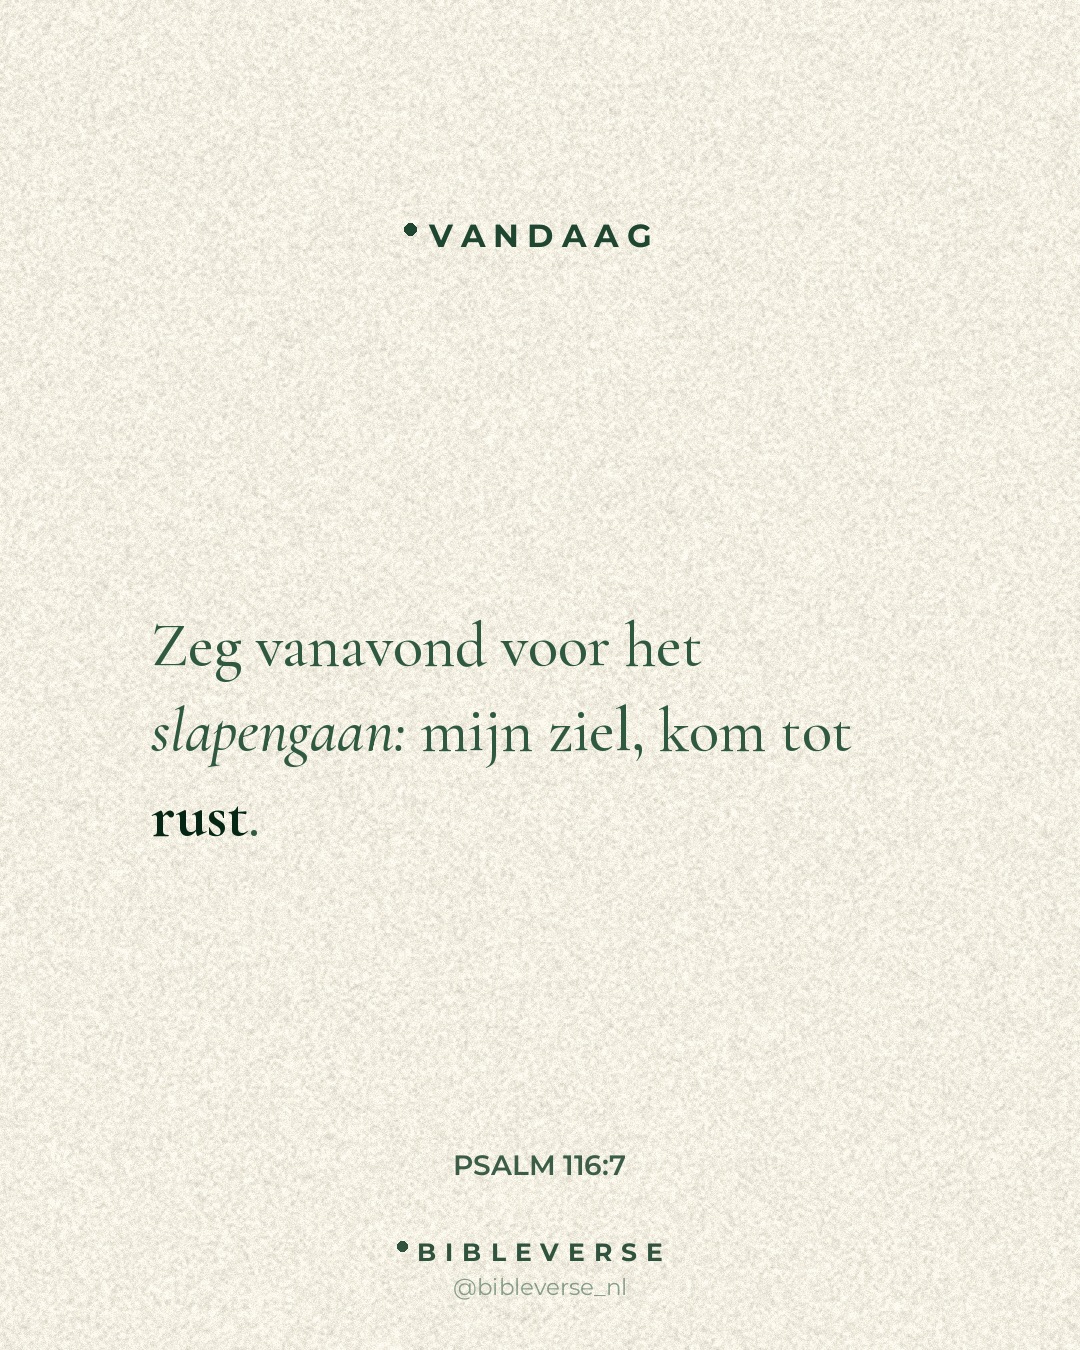 VANDAAG
Zeg vanavond voor het
slapengaan: mijn ziel, kom tot
rust.
PSALM 116:7
BIBLEVERSE
@bibleverse_nl